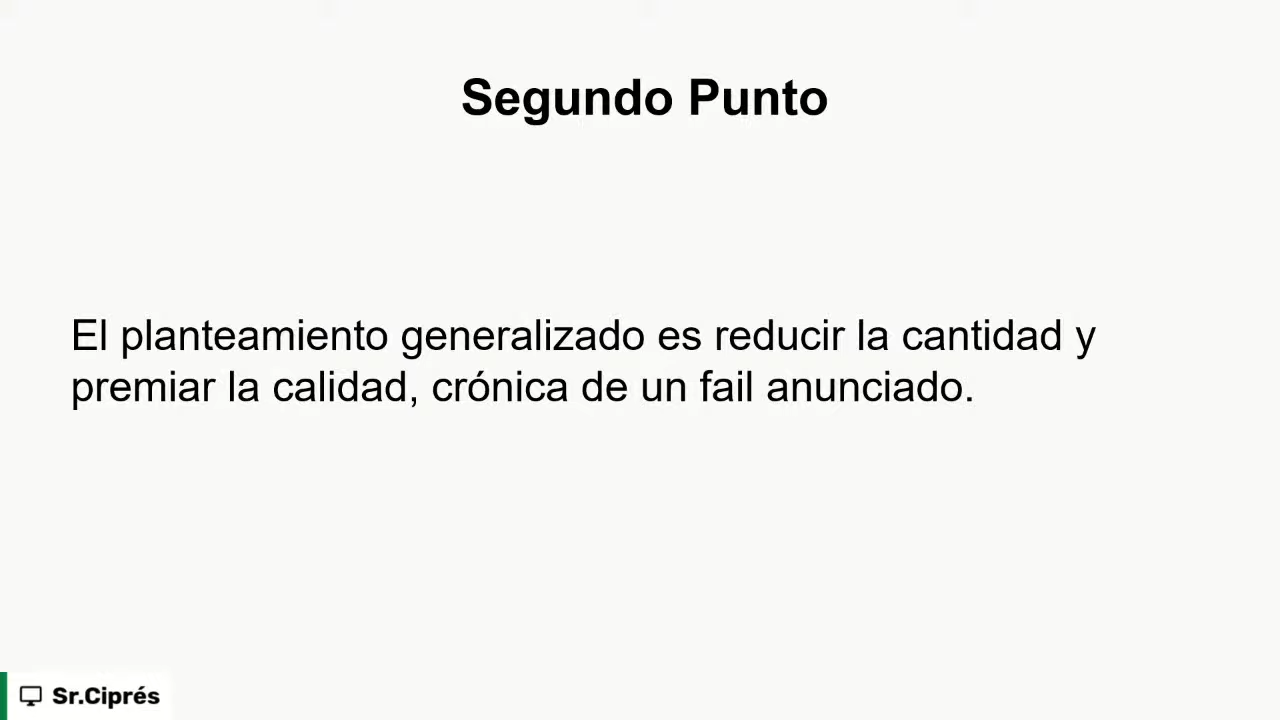 Segundo Punto
El planteamiento generalizado es reducir la cantidad y
premiar la calidad, crónica de un fail anunciado.
Sr.Ciprés